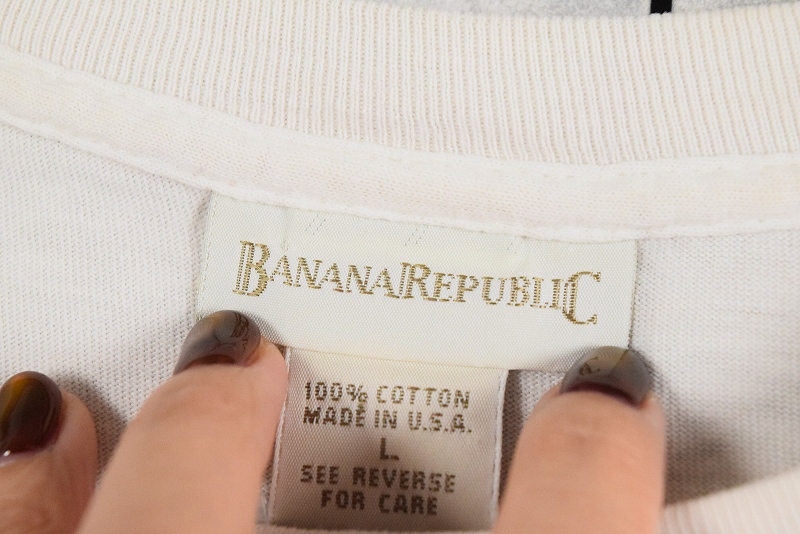 BANANA REPUBLIC
100% COTTON
MADE IN U.S.A.
L
SEE REVERSE
FOR CARE